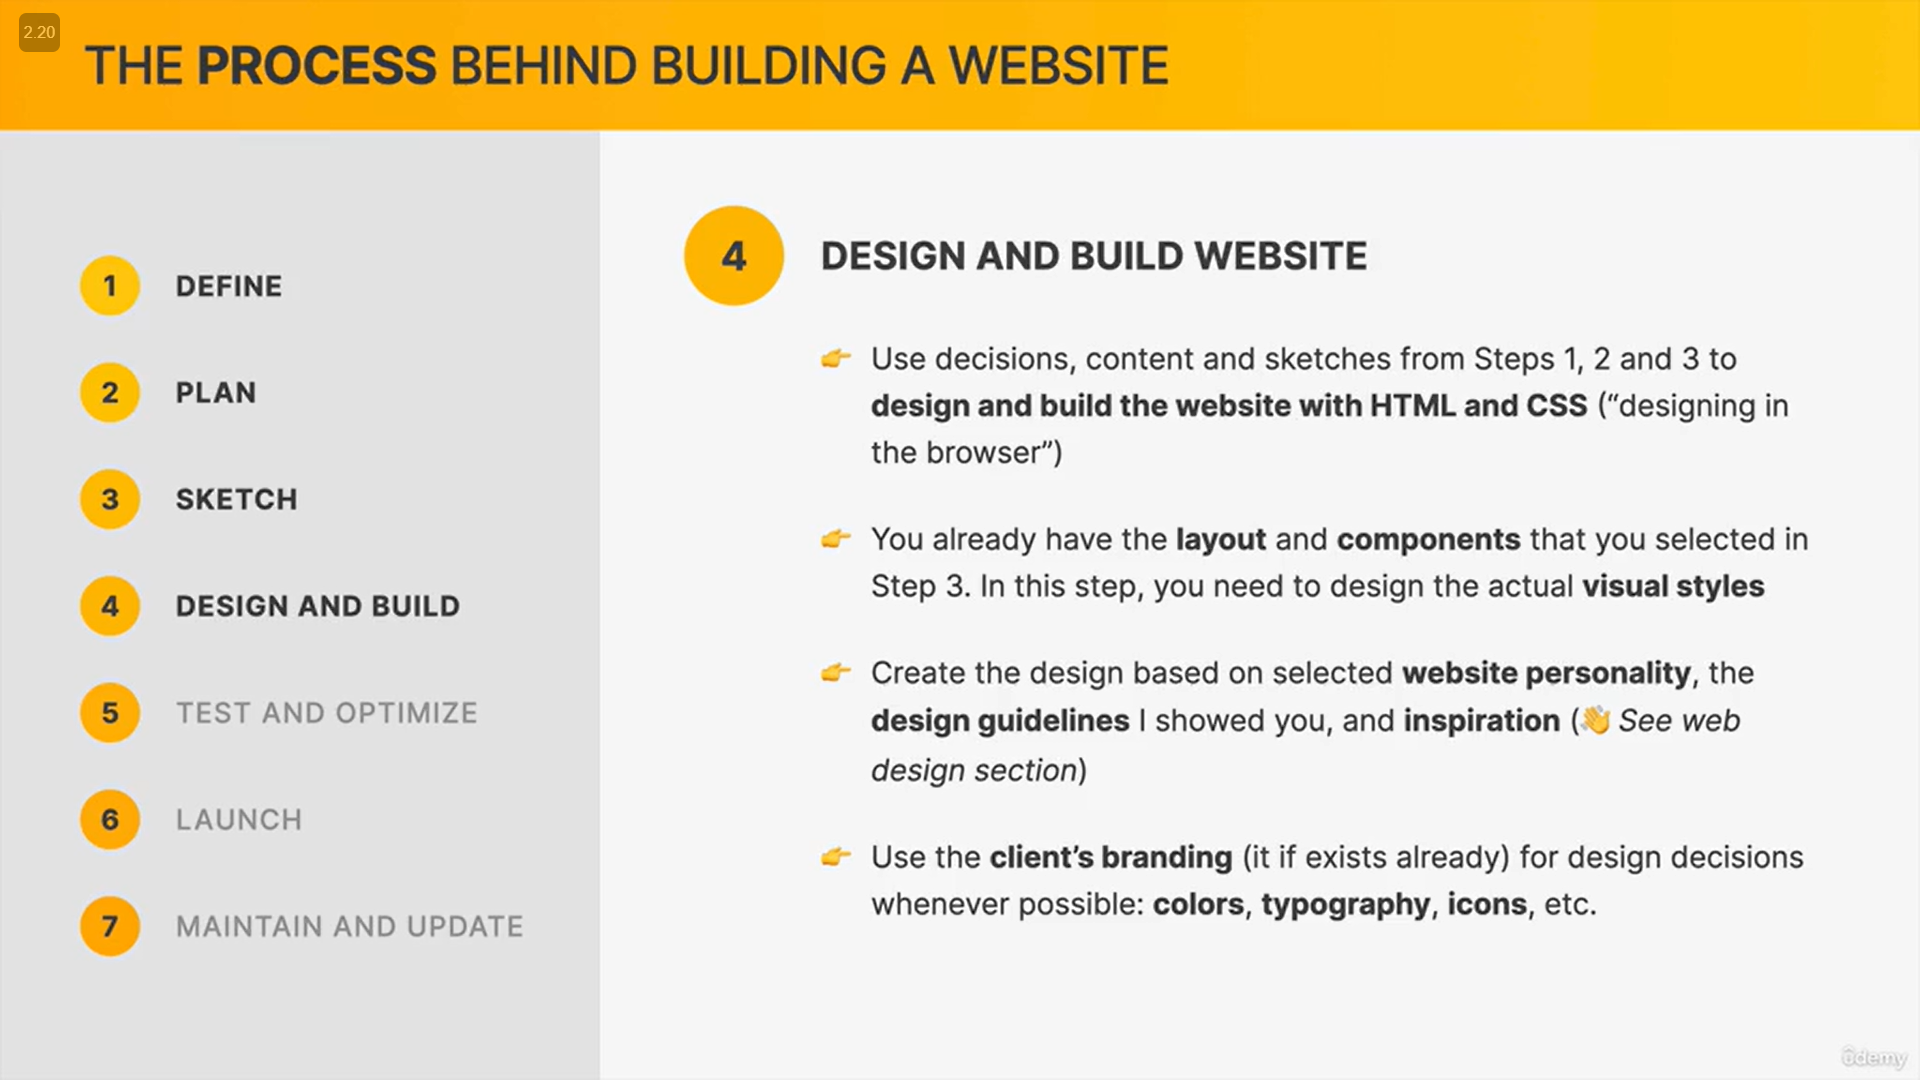 2.20
THE PROCESS BEHIND BUILDING A WEBSITE
1 DEFINE
2 PLAN
3 SKETCH
4 DESIGN AND BUILD
5 TEST AND OPTIMIZE
6 LAUNCH
7 MAINTAIN AND UPDATE
4 DESIGN AND BUILD WEBSITE
👉 Use decisions, content and sketches from Steps 1, 2 and 3 to
design and build the website with HTML and CSS (“designing in
the browser”)
👉 You already have the layout and components that you selected in
Step 3. In this step, you need to design the actual visual styles
👉 Create the design based on selected website personality, the
design guidelines I showed you, and inspiration (👋 See web
design section)
👉 Use the client’s branding (it if exists already) for design decisions
whenever possible: colors, typography, icons, etc.
ûdemy